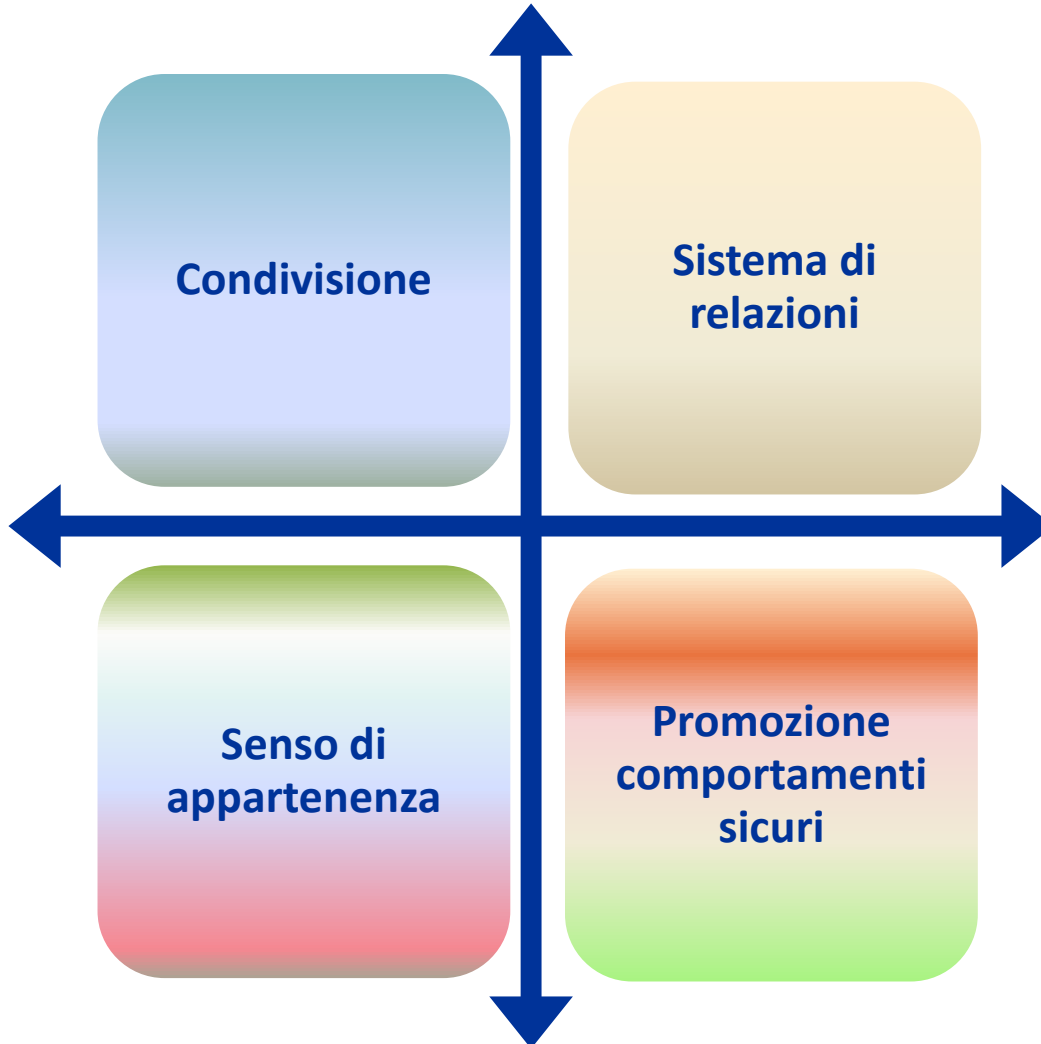 Condivisione
Sistema di
relazioni
Senso di
appartenenza
Promozione
comportamenti
sicuri